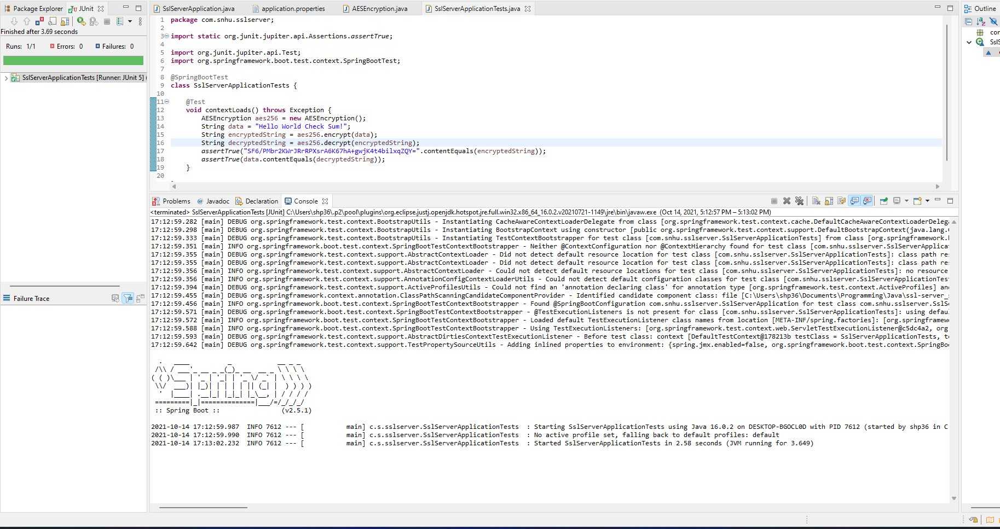 Package Explorer JUnit
Finished after 3.69 seconds
Runs: 1/1 Errors: 0 Failures: 0
SslServerApplicationTests [Runner: JUnit 5] (
Failure Trace
SslServerApplication.java application.properties AESEncryption.java SslServerApplicationTests.java
1 package com.snhu.sslserver;
2
3 import static org.junit.jupiter.api.Assertions.assertTrue;
4
5 import org.junit.jupiter.api.Test;
6 import org.springframework.boot.test.context.SpringBootTest;
7
8 @SpringBootTest
9 class SslServerApplicationTests {
10
11 @Test
12 void contextLoads() throws Exception {
13 AESEncryption aes256 = new AESEncryption();
14 String data = "Hello World Check Sum!";
15 String encryptedString = aes256.encrypt(data);
16 String decryptedString = aes256.decrypt(encryptedString);
17 assertTrue("SF6/PMbr2KWrJRrRPXsrA6K67hA+gwjK4t4bilxqZQY=".contentEquals(encryptedString));
18 assertTrue(data.contentEquals(decryptedString));
19 }
20
Problems @ Javadoc Declaration Console
<terminated> SslServerApplicationTests [JUnit] C:\Users\shp36\.p2\pool\plugins\org.eclipse.justj.openjdk.hotspot.jre.full.win32.x86_64_16.0.2.v20210721-1149\jre\bin\javaw.exe (Oct 14, 2021, 5:12:57 PM – 5:13:02 PM)
17:12:59.282 [main] DEBUG org.springframework.test.context.BootstrapUtils - Instantiating CacheAwareContextLoaderDelegate from class [org.springframework.test.context.cache.DefaultCacheAwareContextLoaderDelega
17:12:59.298 [main] DEBUG org.springframework.test.context.BootstrapUtils - Instantiating BootstrapContext using constructor [public org.springframework.test.context.support.DefaultBootstrapContext(java.lang.
17:12:59.333 [main] DEBUG org.springframework.test.context.BootstrapUtils - Instantiating TestContextBootstrapper for test class [com.snhu.sslserver.SslServerApplicationTests] from class [org.springframework.
17:12:59.351 [main] INFO org.springframework.boot.test.context.SpringBootTestContextBootstrapper - Neither @ContextConfiguration nor @ContextHierarchy found for test class [com.snhu.sslserver.SslServerApplicat
17:12:59.355 [main] DEBUG org.springframework.test.context.support.AbstractContextLoader - Did not detect default resource location for test class [com.snhu.sslserver.SslServerApplicationTests]: class path res
17:12:59.355 [main] DEBUG org.springframework.test.context.support.AbstractContextLoader - Did not detect default resource location for test class [com.snhu.sslserver.SslServerApplicationTests]: class path res
17:12:59.356 [main] INFO org.springframework.test.context.support.AbstractContextLoader - Could not detect default resource locations for test class [com.snhu.sslserver.SslServerApplicationTests]: no resource
17:12:59.356 [main] INFO org.springframework.test.context.support.AnnotationConfigContextLoaderUtils - Could not detect default configuration classes for test class [com.snhu.sslserver.SslServerApplicationTest
17:12:59.394 [main] DEBUG org.springframework.test.context.support.ActiveProfilesUtils - Could not find an 'annotation declaring class' for annotation type [org.springframework.test.context.ActiveProfiles] and
17:12:59.455 [main] DEBUG org.springframework.context.annotation.ClassPathScanningCandidateComponentProvider - Identified candidate component class: file [C:\Users\shp36\Documents\Programming\Java\ssl-server_
17:12:59.456 [main] INFO org.springframework.boot.test.context.SpringBootTestContextBootstrapper - Found @SpringBootConfiguration com.snhu.sslserver.SslServerApplication for test class com.snhu.sslserver.SslSe
17:12:59.571 [main] DEBUG org.springframework.boot.test.context.SpringBootTestContextBootstrapper - @TestExecutionListeners is not present for class [com.snhu.sslserver.SslServerApplicationTests]: using defau
17:12:59.572 [main] INFO org.springframework.boot.test.context.SpringBootTestContextBootstrapper - Loaded default TestExecutionListener class names from location [META-INF/spring.factories]: [org.springframewo
17:12:59.588 [main] INFO org.springframework.boot.test.context.SpringBootTestContextBootstrapper - Using TestExecutionListeners: [org.springframework.test.context.web.ServletTestExecutionListener@c5dc4a2, org
17:12:59.593 [main] DEBUG org.springframework.test.context.support.AbstractDirtiesContextTestExecutionListener - Before test class: context [DefaultTestContext@178213b testClass = SslServerApplicationTests, te
17:12:59.642 [main] DEBUG org.springframework.test.context.support.TestPropertySourceUtils - Adding inlined properties to environment: {spring.jmx.enabled=false, org.springframework.boot.test.context.SpringBoo
:: Spring Boot :: (v2.5.1)
2021-10-14 17:12:59.987 INFO 7612 --- [ main] c.s.sslserver.SslServerApplicationTests : Starting SslServerApplicationTests using Java 16.0.2 on DESKTOP-BGOCL0D with PID 7612 (started by shp36 in C
2021-10-14 17:12:59.990 INFO 7612 --- [ main] c.s.sslserver.SslServerApplicationTests : No active profile set, falling back to default profiles: default
2021-10-14 17:13:02.232 INFO 7612 --- [ main] c.s.sslserver.SslServerApplicationTests : Started SslServerApplicationTests in 2.58 seconds (JVM running for 3.649)
Outline
con
SslS